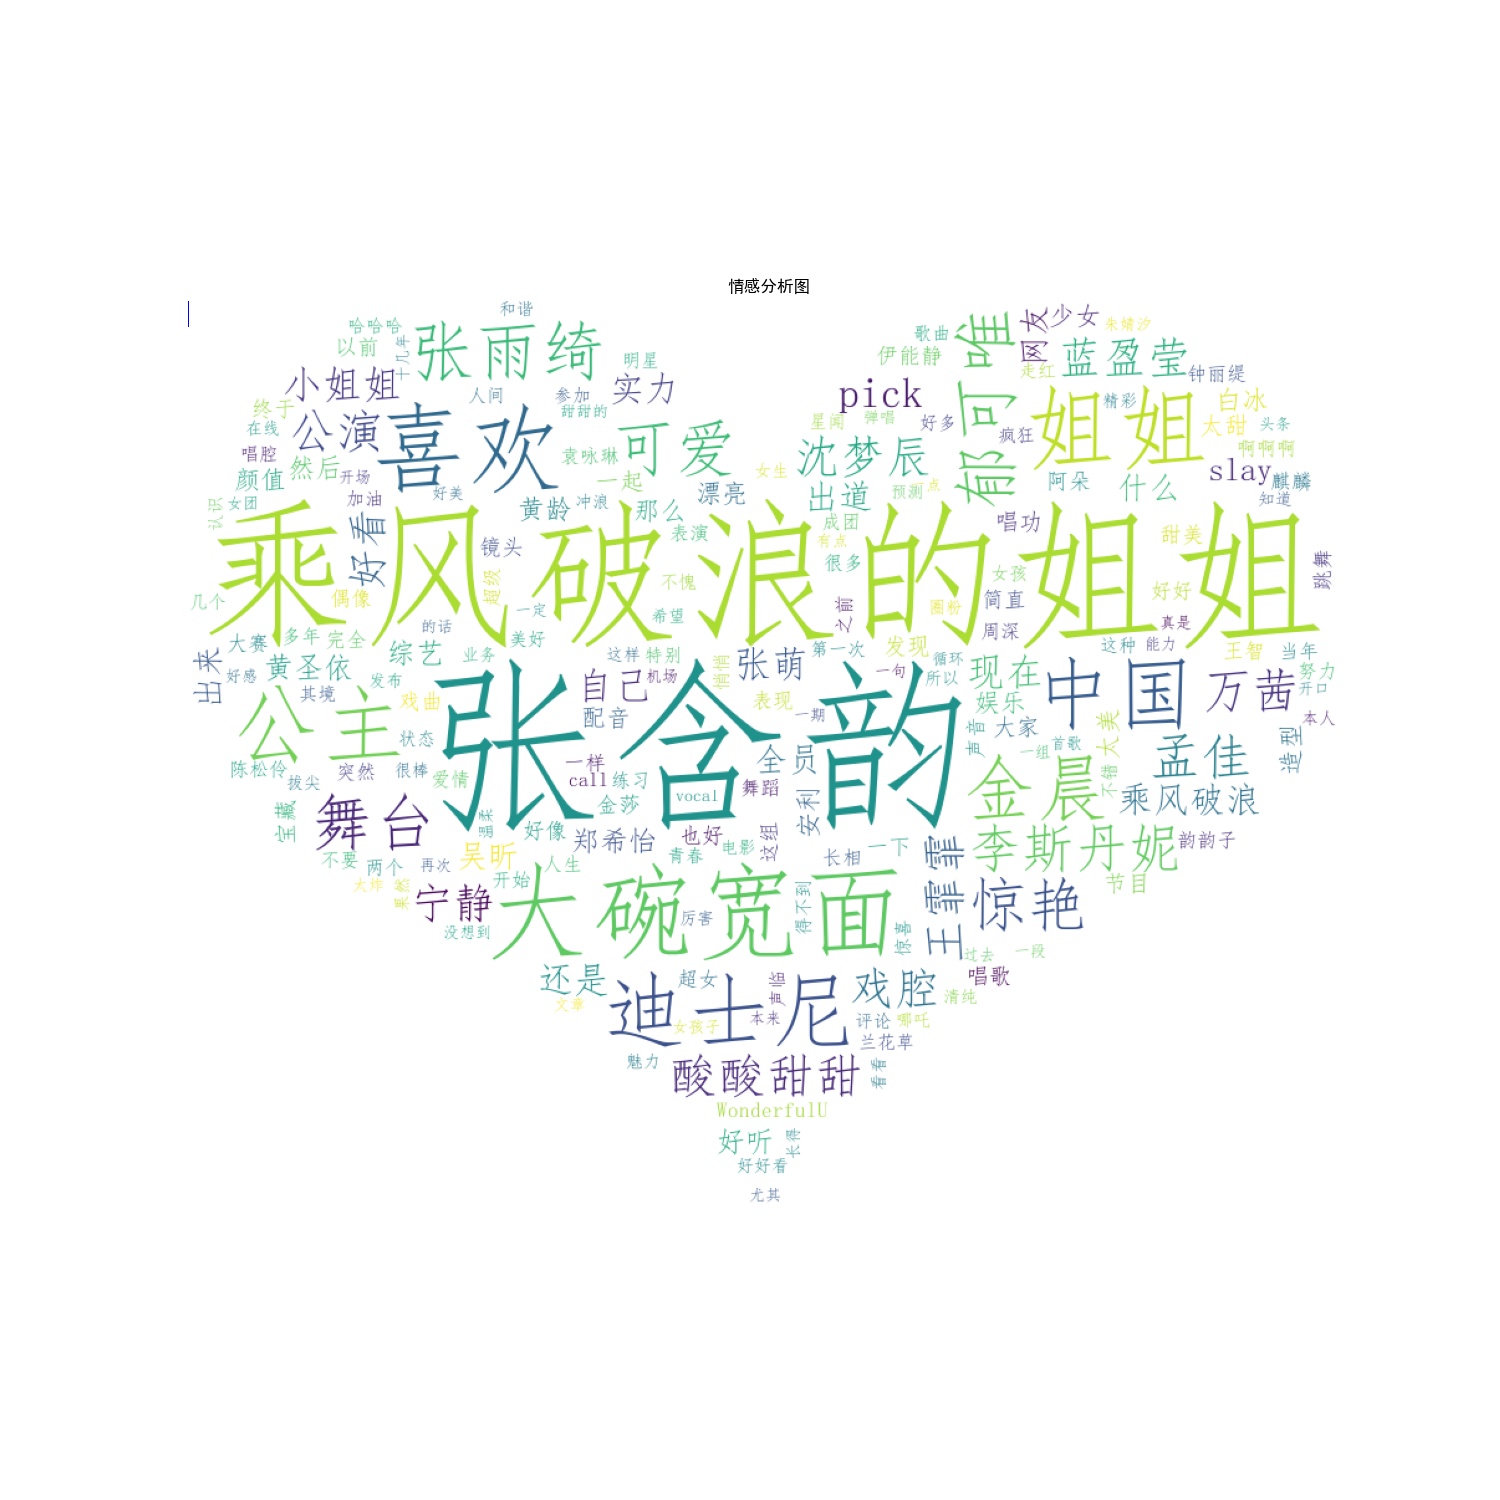 情感分析图
和谐
哈哈哈
十几年
以前
张雨绮
明星
小姐姐
人间
参加
实力
终于
在线
公演
喜欢
甜甜的
唱腔
颜值
然后
开场
袁咏琳
可爱
女生
认识
女团
加油
好美
黄龄
冲浪
一起
那么
漂亮
好看
镜头
表演
歌曲
伊能静
唯
郁可唯
网友
少女
朱婧汐
走红
蓝盈莹
钟丽缇
pick
星闻
弹唱
好多
疯狂
精彩
白冰
太甜
头条
姐姐
啊啊啊
沈梦辰
出道
预测
一点
阿朵
什么
slay
麒麟
知道
成团
有点
很多
唱功
甜美
跳舞
乘风破浪的姐姐
几个
偶像
超级
一定
不愧
希望
之前
圈粉
女孩
简直
好好
真是
大赛
多年
完全
的话
美好
周深
出来
好感
黄圣依
综艺
业务
这样
特别
悄悄
张萌
第一次
发现
循环
所以
一句
现在
这种
能力
王智
当年
努力
开口
本人
其境
发布
戏曲
自己
机场
配音
表现
一期
娱乐
大家
声音
中国
万茜
公主
张含韵
状态
陈松伶
拔尖
突然
很棒
爱情
一样
call
练习
金莎
vocal
全员
舞蹈
安利
一组
首歌
不错
太美
孟佳
造型
金晨
乘风破浪
宝藏
舞台
温柔
好像
郑希怡
也好
这组
李斯丹妮
韵韵子
不要
两个
再次
吴昕
人生
青春
电影
长相
一下
王霏霏
节目
太炸
果然
宁静
开始
大碗宽面
厉害
得不到
惊喜
惊艳
没想到
过去
一段
还是
超女
声临
戏腔
唱歌
清纯
文章
迪士尼
女孩子
本来
评论
哪吒
兰花草
魅力
酸酸甜甜
看看
WonderfulU
好听
长得
好好看
尤其